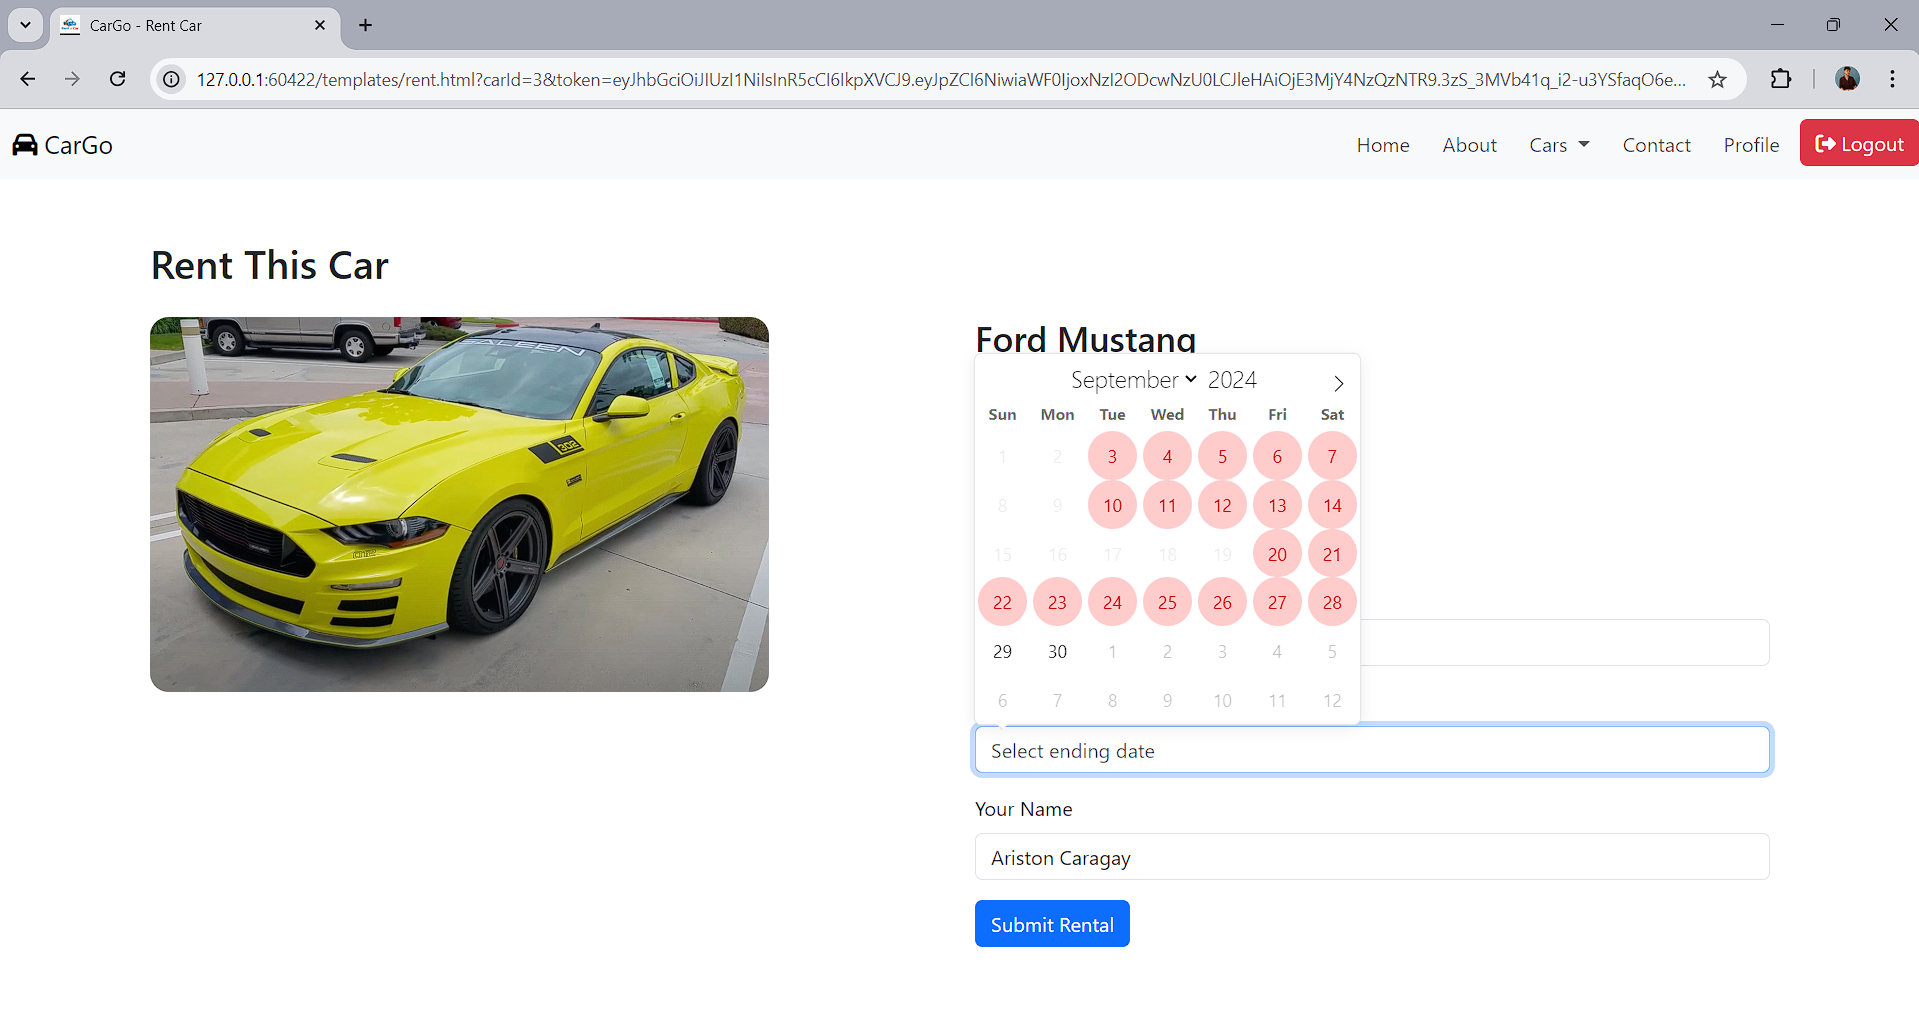 CarGo - Rent Car
127.0.0.1:60422/templates/rent.html?carId=3&token=eyJhbGciOiJIUzI1NiIsInR5cCI6IkpXVCJ9.eyJpZCI6NiwiaWF0IjoxNzI2ODcwNzU0LCJleHAiOjE3MjY4NzQzNTR9.3zS_3MVb41q_i2-u3YSfaqO6e...
CarGo
Home About Cars Contact Profile Logout
Rent This Car
SALEEN
302
Ford Mustang
September 2024
Sun Mon Tue Wed Thu Fri Sat
1 2 3 4 5 6 7
8 9 10 11 12 13 14
15 16 17 18 19 20 21
22 23 24 25 26 27 28
29 30 1 2 3 4 5
6 7 8 9 10 11 12
Select ending date
Your Name
Ariston Caragay
Submit Rental